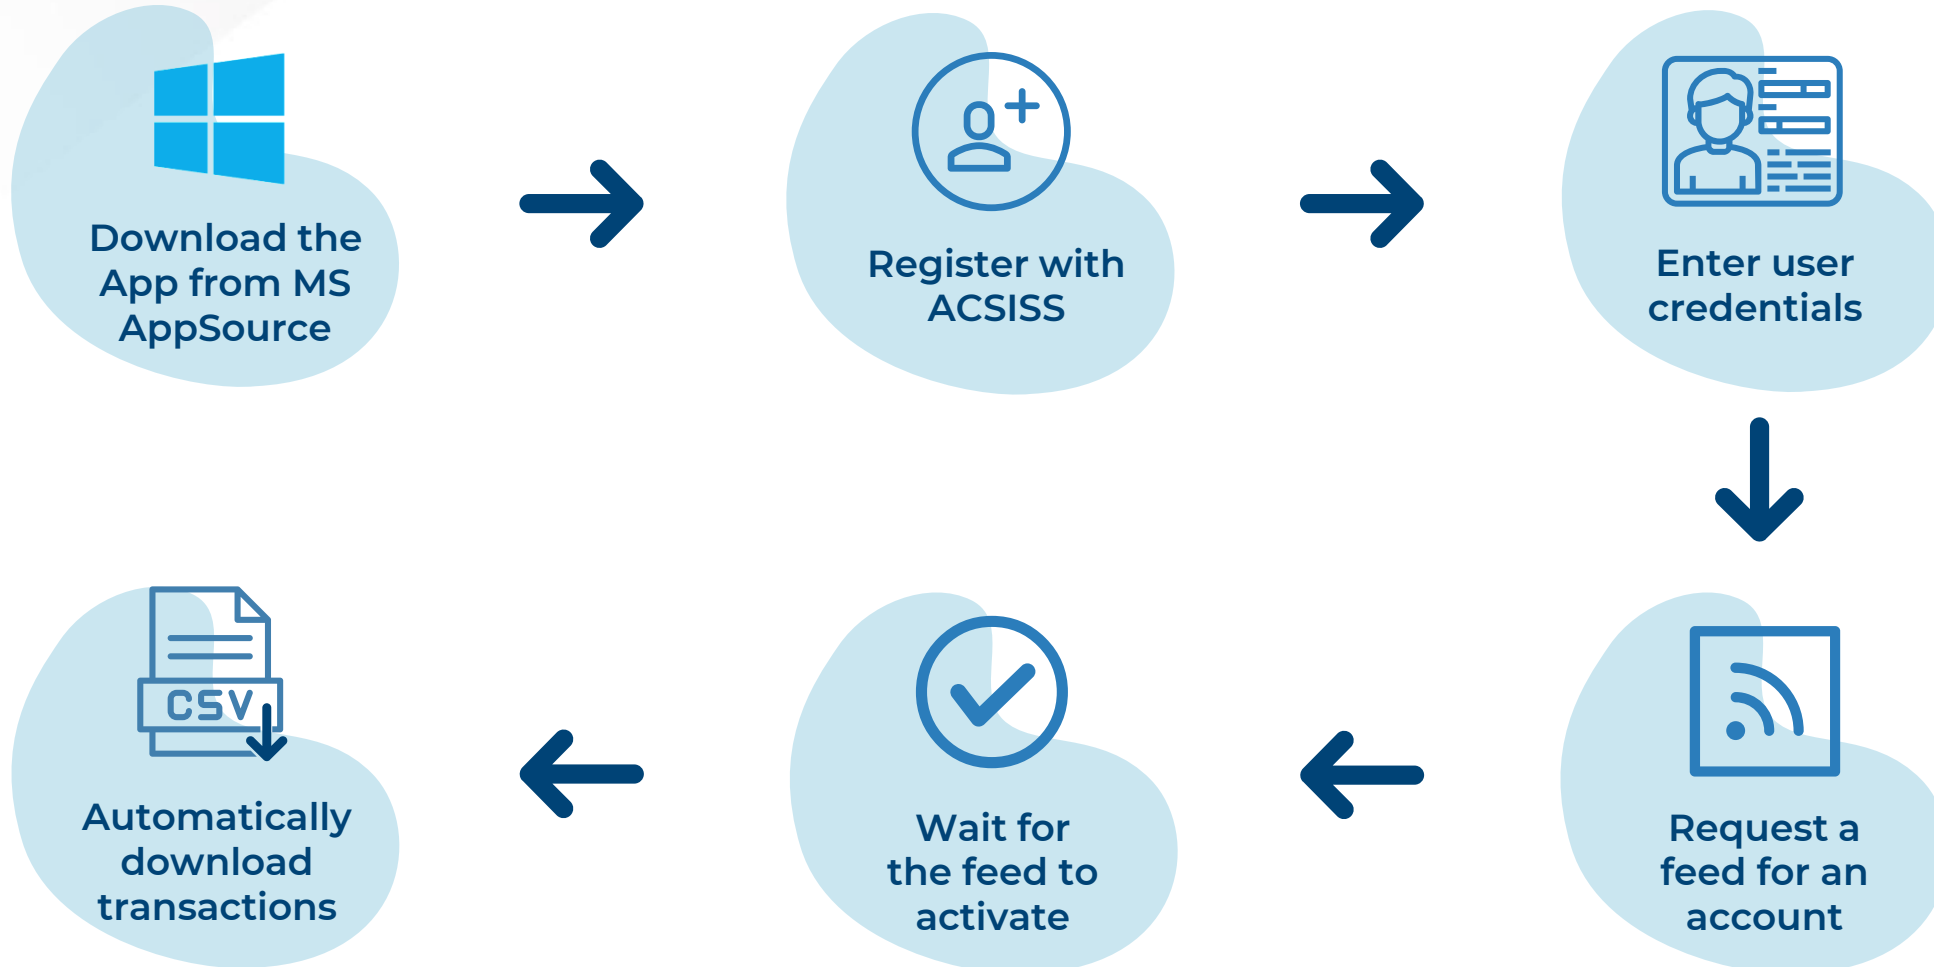 Download the
App from MS
AppSource
Register with
ACSISS
Enter user
credentials
Request a
feed for an
account
Wait for
the feed to
activate
CSV
Automatically
download
transactions